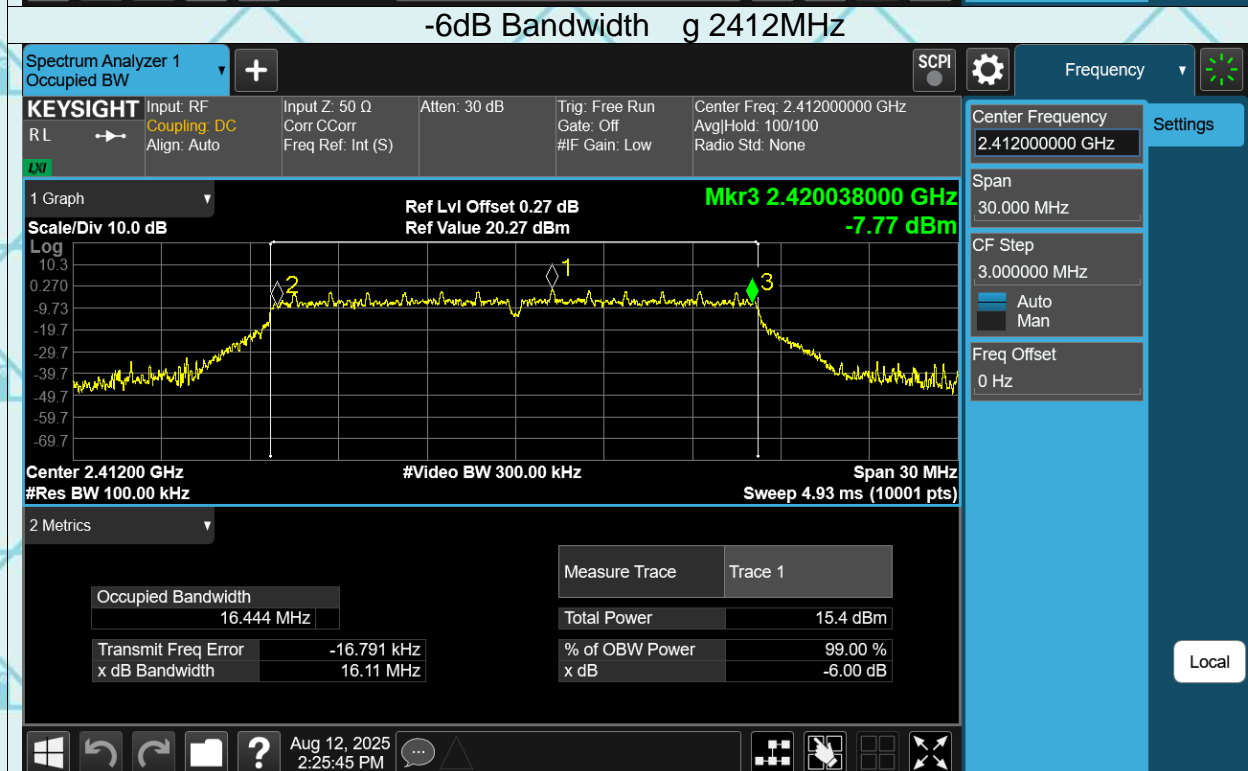 -6dB Bandwidth g 2412MHz
Spectrum Analyzer 1
Occupied BW
+
SCPI
Frequency
KEYSIGHT
R L
LXI
Input: RF
Coupling: DC
Align: Auto
Input Z: 50 Ω
Corr CCorr
Freq Ref: Int (S)
Atten: 30 dB
Trig: Free Run
Gate: Off
#IF Gain: Low
Center Freq: 2.412000000 GHz
Avg|Hold: 100/100
Radio Std: None
Center Frequency
2.412000000 GHz
Settings
Span
30.000 MHz
CF Step
3.000000 MHz
Auto
Man
Freq Offset
0 Hz
1 Graph
Scale/Div 10.0 dB
Ref Lvl Offset 0.27 dB
Ref Value 20.27 dBm
Mkr3 2.420038000 GHz
-7.77 dBm
Log
10.3
0.270
-9.73
-19.7
-29.7
-39.7
-49.7
-59.7
-69.7
2
1
3
Center 2.41200 GHz
#Res BW 100.00 kHz
#Video BW 300.00 kHz
Span 30 MHz
Sweep 4.93 ms (10001 pts)
2 Metrics
Measure Trace Trace 1
Occupied Bandwidth
16.444 MHz
Total Power 15.4 dBm
Transmit Freq Error -16.791 kHz
% of OBW Power 99.00 %
x dB Bandwidth 16.11 MHz
x dB -6.00 dB
Local
?
Aug 12, 2025
2:25:45 PM